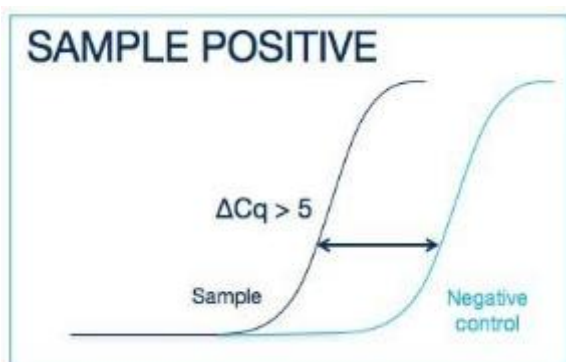 SAMPLE POSITIVE
ΔCq > 5
Sample
Negative
control